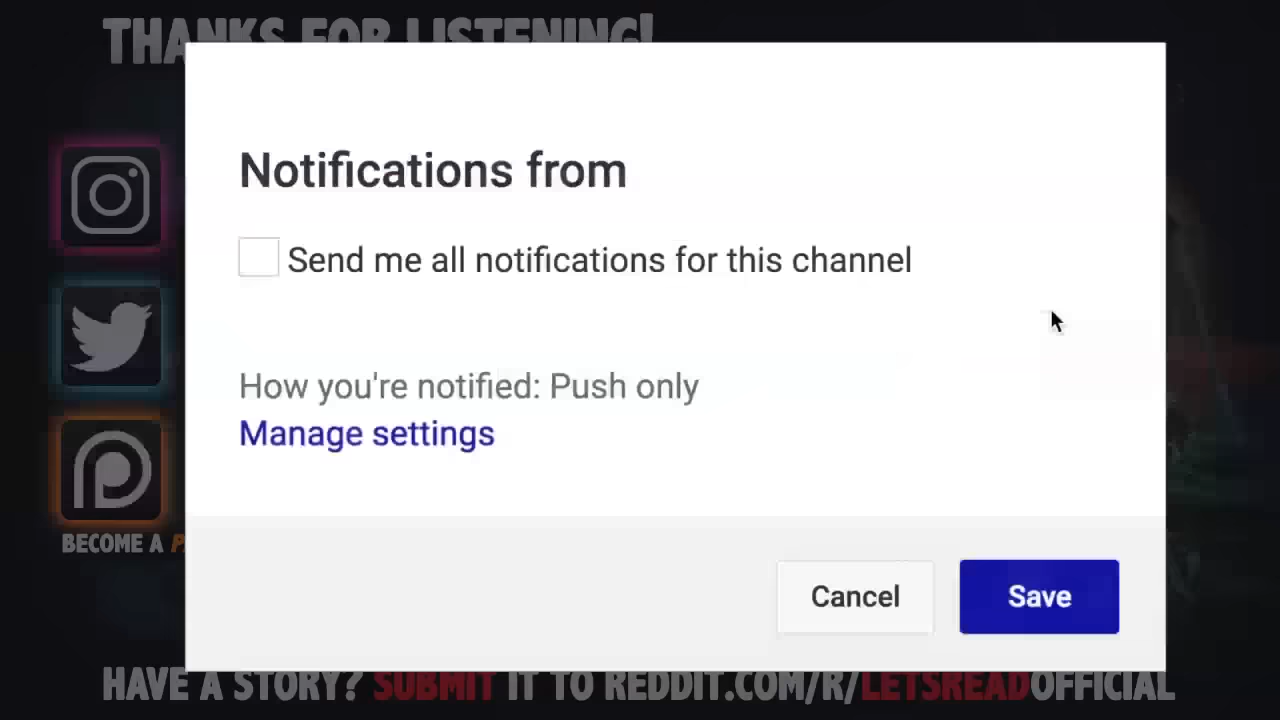 THANKS FOR LISTENING!
Notifications from
Send me all notifications for this channel
How you're notified: Push only
Manage settings
BECOME A
Cancel
Save
HAVE A STORY? SUBMIT IT TO REDDIT.COM/R/LETSREADOFFICIAL